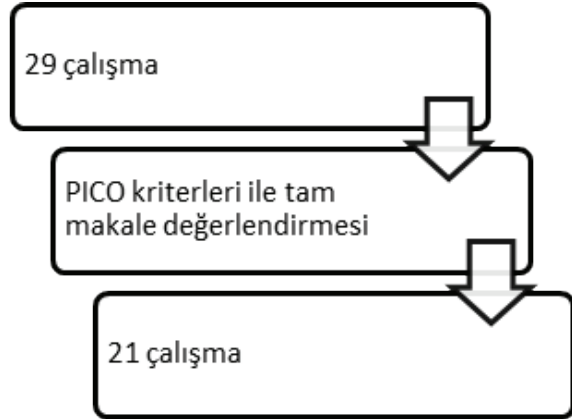 29 çalışma
PICO kriterleri ile tam
makale değerlendirmesi
21 çalışma